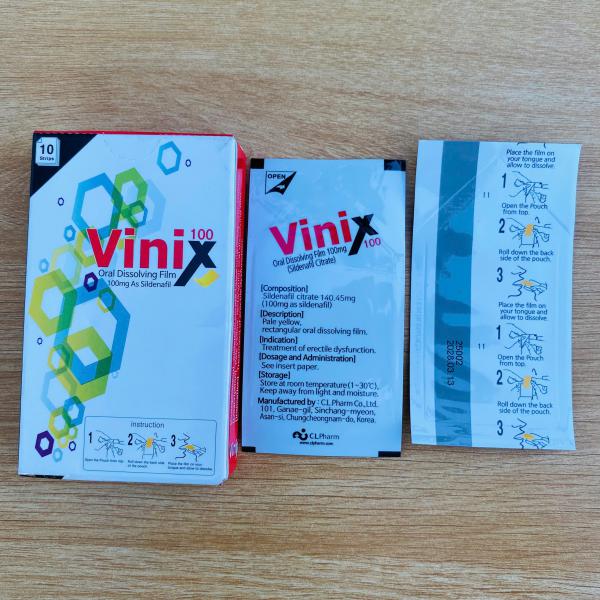 10
Strips
Vinix
100
Oral Dissolving Film
100mg As Sildenafil
instruction
1
2
3
Open the Pouch from top.
Roll down the back side
of the pouch.
Place the film on your
tongue and allow to dissolve.
OPEN
Vinix
100
Oral Dissolving Film 100mg
(Sildenafil Citrate)
[Composition]
Sildenafil citrate 140.45mg
(100mg as sildenafil)
[Description]
Pale yellow,
rectangular oral dissolving film.
[Indication]
Treatment of erectile dysfunction.
[Dosage and Administration]
See insert paper.
[Storage]
Store at room temperature (1~30℃).
Keep away from light and moisture.
Manufactured by : C.L.Pharm Co., Ltd.
101, Ganae-gil, Sinchang-myeon,
Asan-si, Chungcheongnam-do, Korea.
CLPharm
www.clpharm.com
Place the film on
your tongue and
allow to dissolve.
1
11
Open the Pouch
from top.
2
Roll down the back
side of the pouch.
3
Place the film on
your tongue and
allow to dissolve.
1
11
Open the Pouch
from top.
2
Roll down the back
side of the pouch.
3
25002
2028.03.13